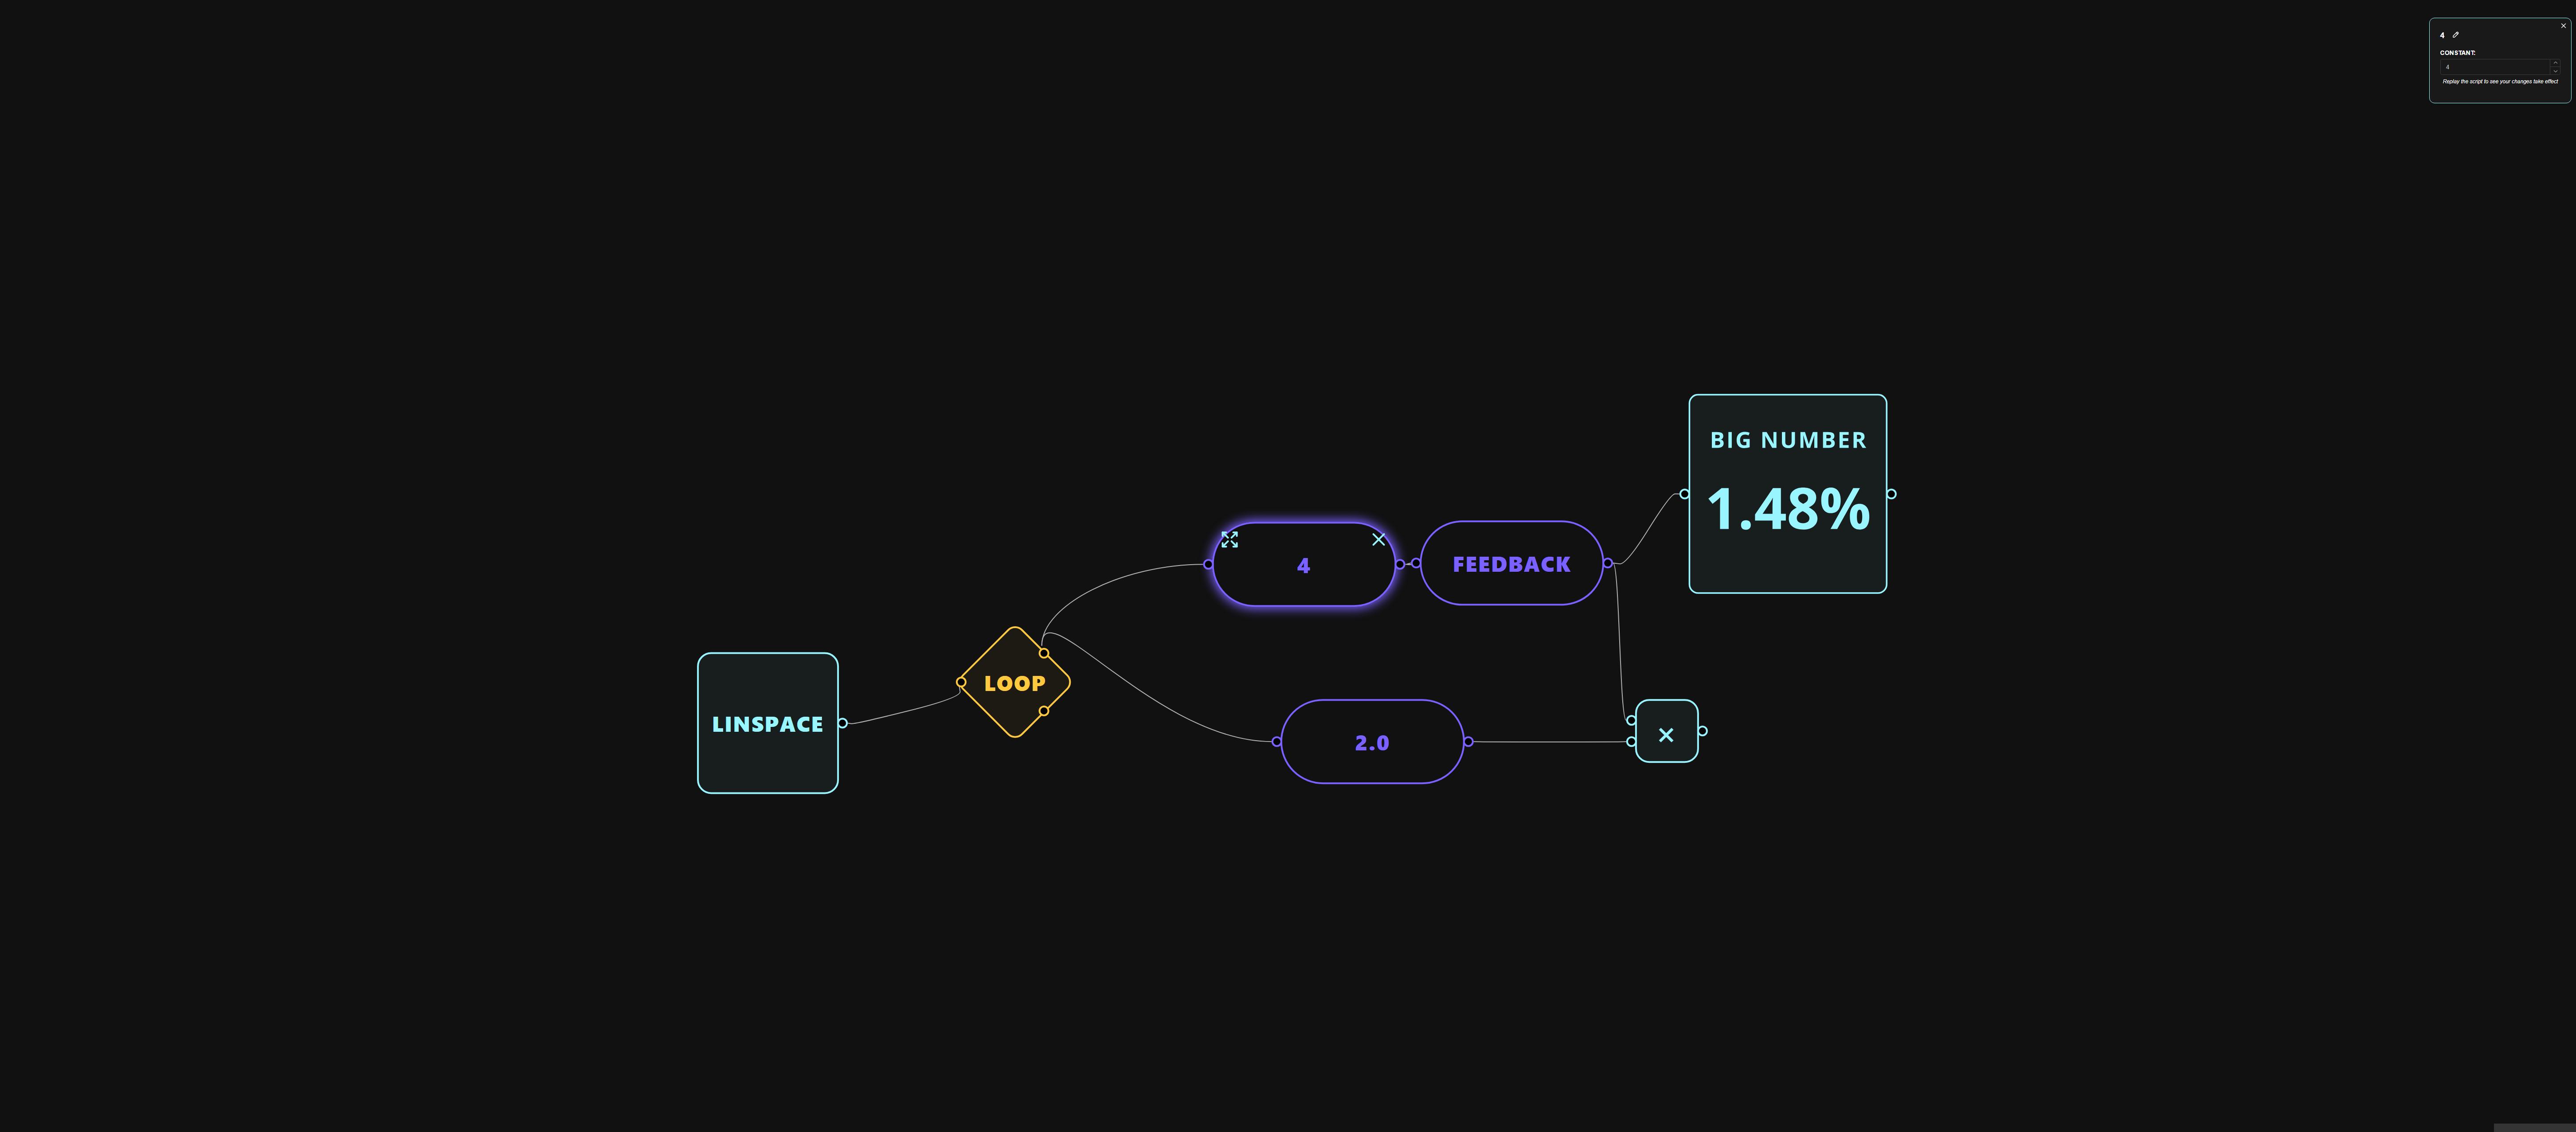 4
CONSTANT:
4
Replay the script to see your changes take effect
BIG NUMBER
1.48%
4
FEEDBACK
LOOP
LINSPACE
2.0
×